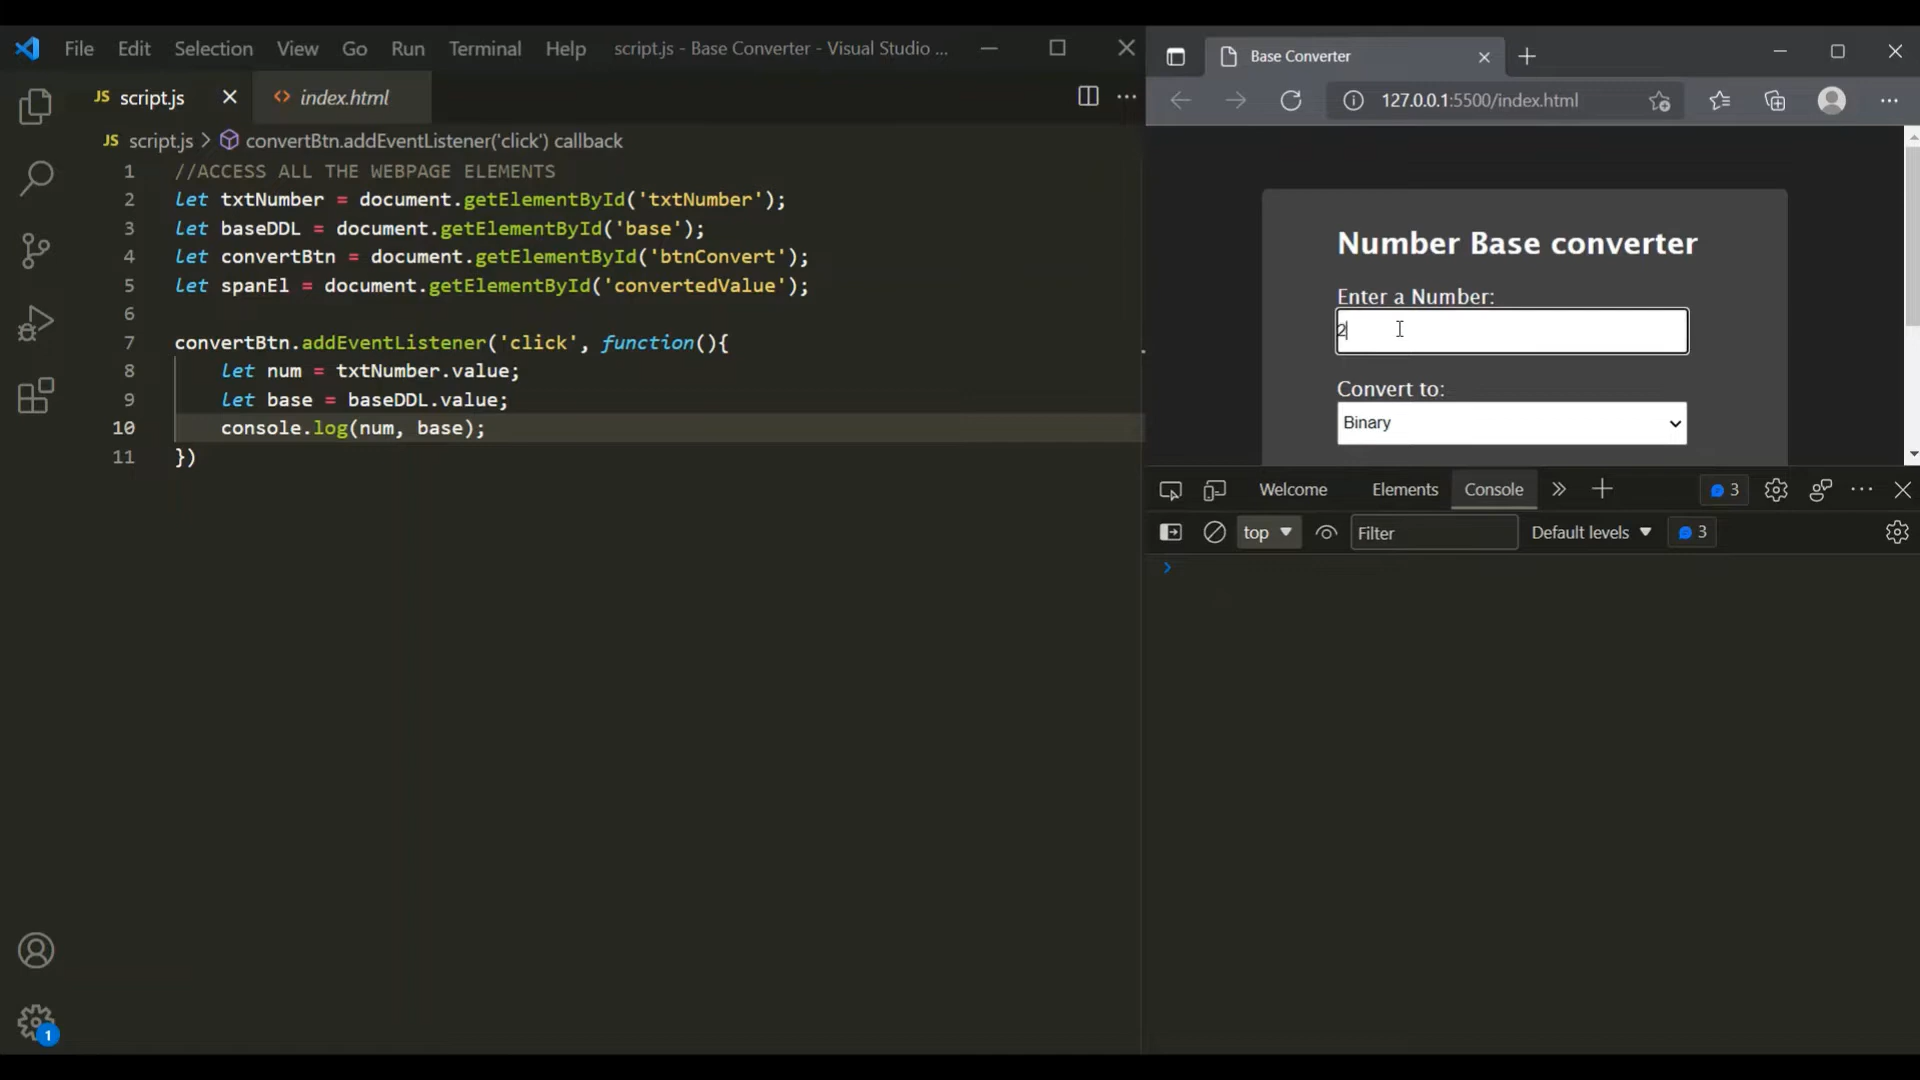 File Edit Selection View Go Run Terminal Help script.js - Base Converter - Visual Studio ...
JS script.js index.html
JS script.js > convertBtn.addEventListener('click') callback
1 //ACCESS ALL THE WEBPAGE ELEMENTS
2 let txtNumber = document.getElementById('txtNumber');
3 let baseDDL = document.getElementById('base');
4 let convertBtn = document.getElementById('btnConvert');
5 let spanEl = document.getElementById('convertedValue');
6
7 convertBtn.addEventListener('click', function(){
8 let num = txtNumber.value;
9 let base = baseDDL.value;
10 console.log(num, base);
11 })
1
Base Converter
127.0.0.1:5500/index.html
Number Base converter
Enter a Number:
2
Convert to:
Binary
Welcome Elements Console 3
top Filter Default levels 3